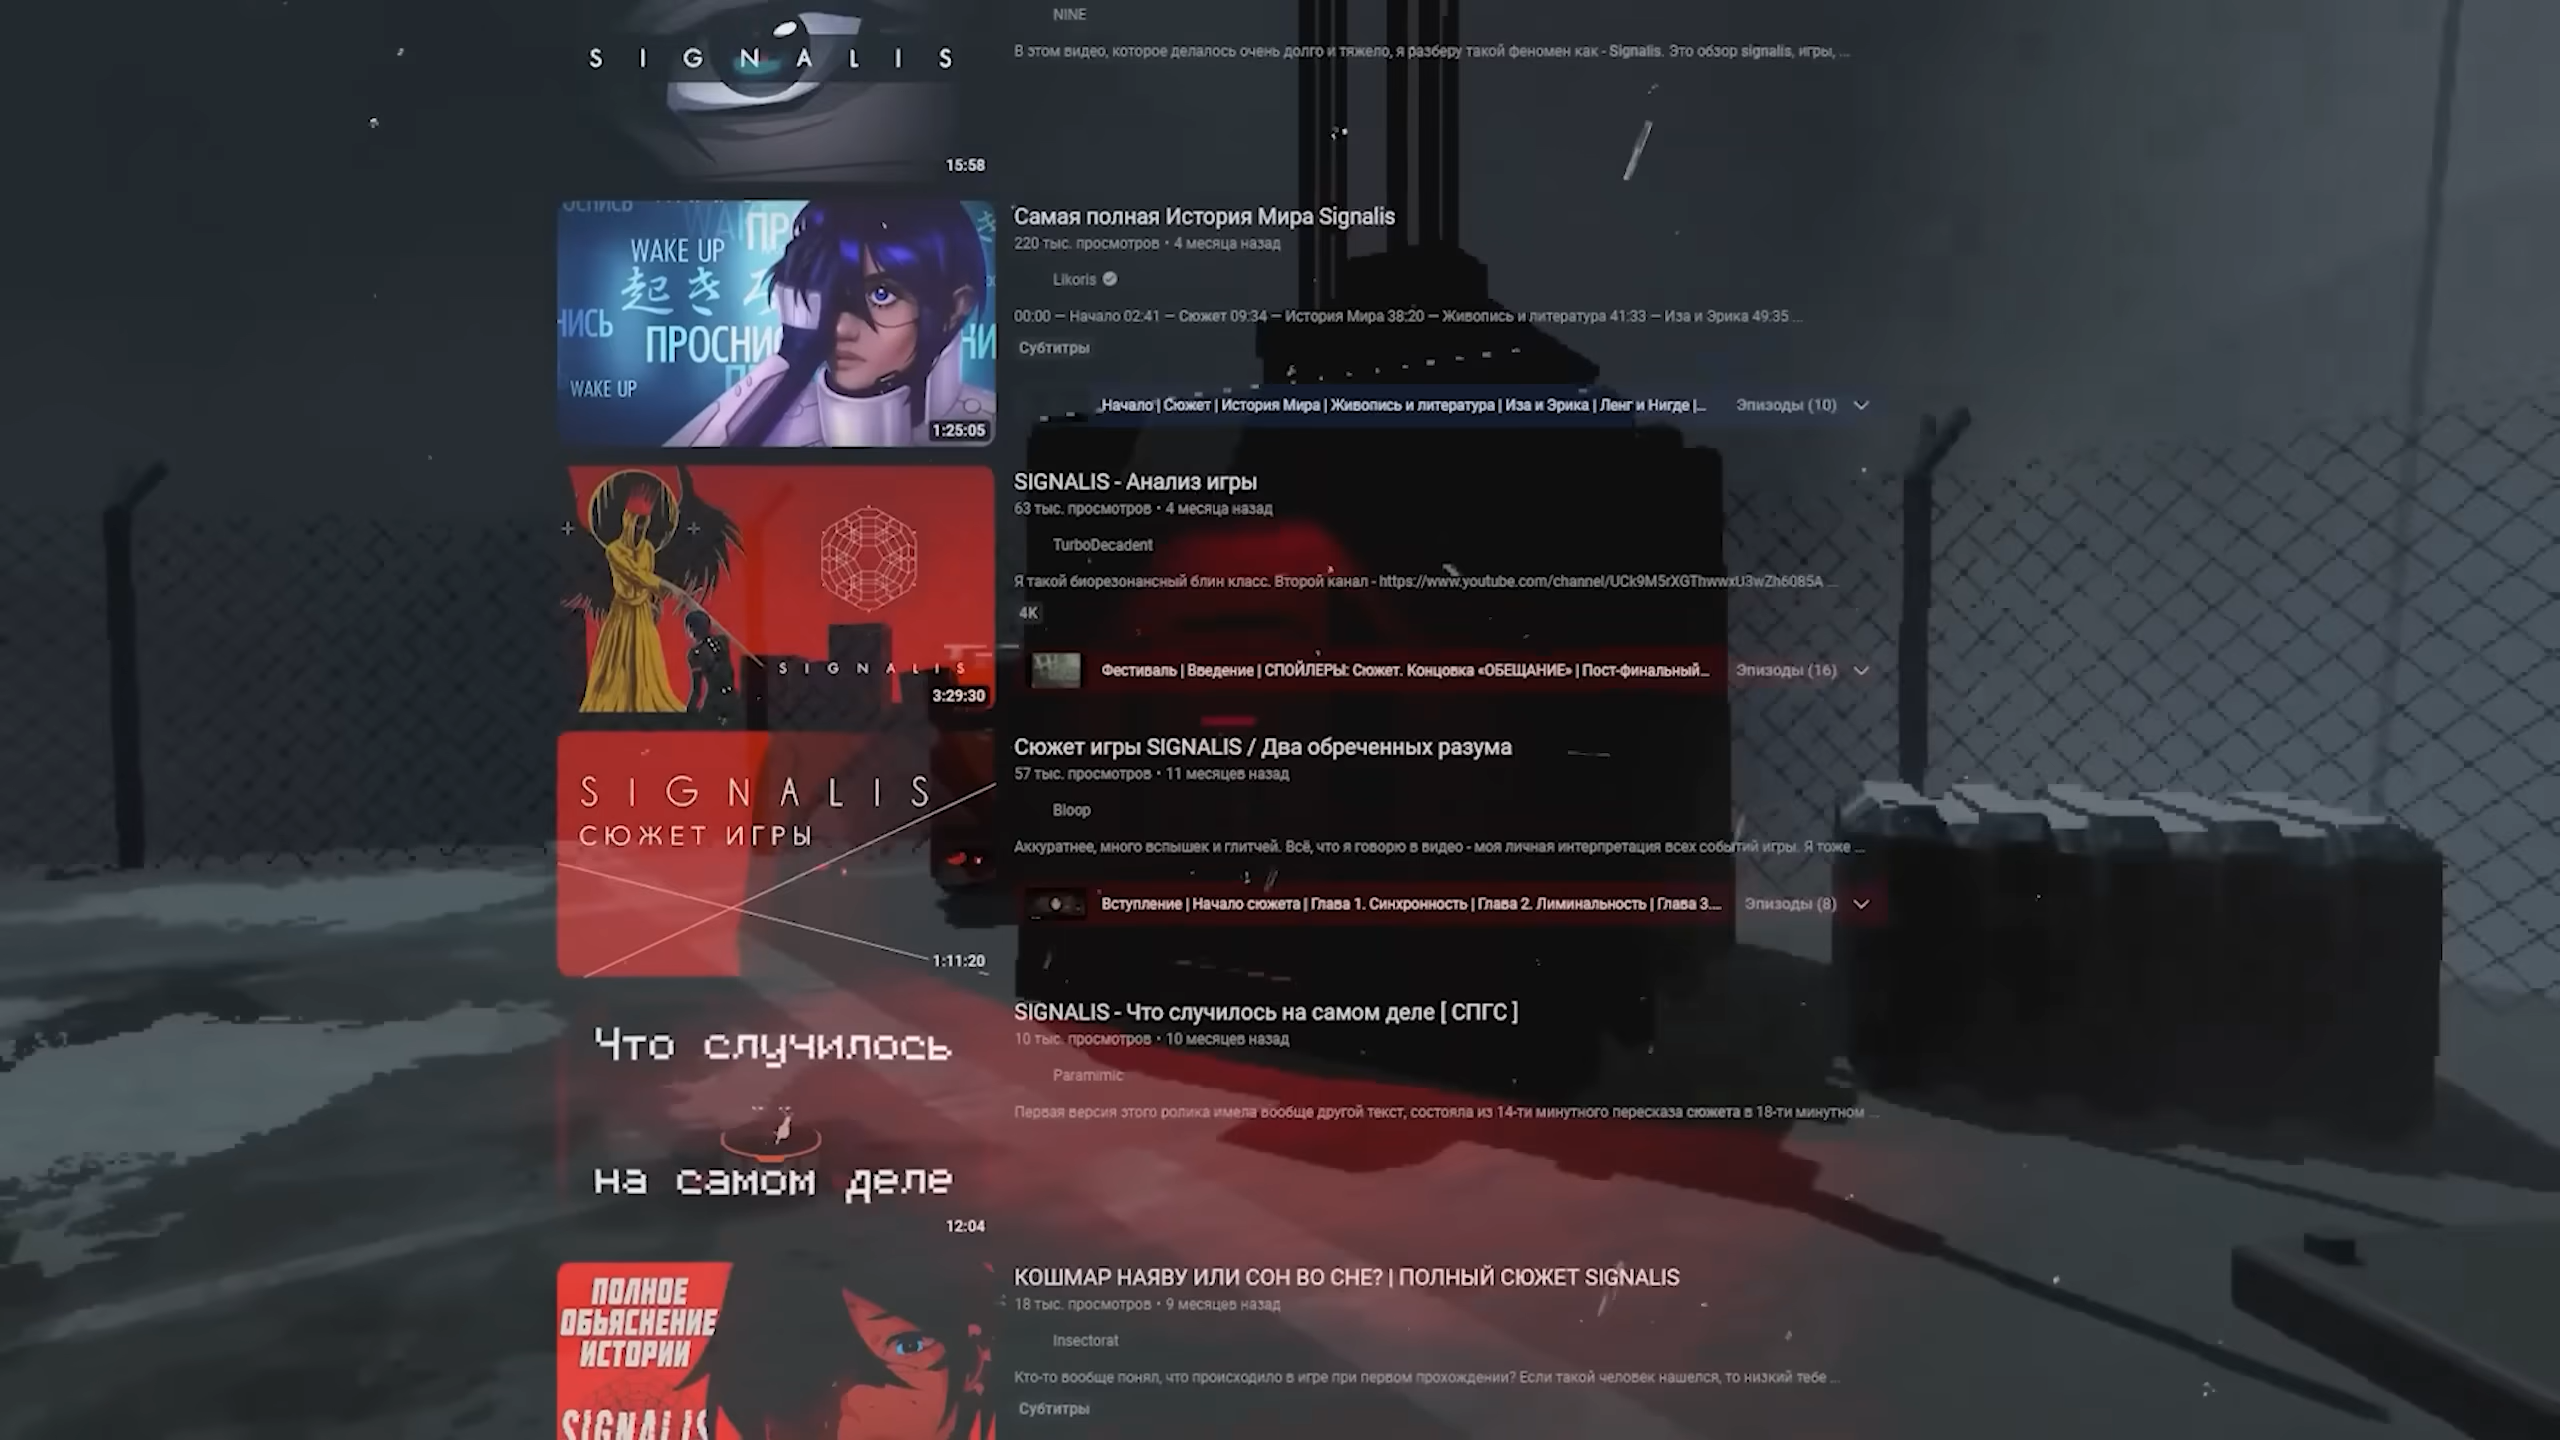 NINE
В этом видео, которое делалось очень долго и тяжело, я разберу такой феномен как - Signalis. Это обзор signalis, игры, ...
SIGNALIS
15:58
WAKE UP
起き
ПРОСНИ
WAKE UP
1:25:05
Самая полная История Мира Signalis
220 тыс. просмотров • 4 месяца назад
Likoris
00:00 — Начало 02:41 — Сюжет 09:34 — История Мира 38:20 — Живопись и литература 41:33 — Иза и Эрика 49:35 ...
Субтитры
Начало | Сюжет | История Мира | Живопись и литература | Иза и Эрика | Ленг и Нигде |...
Эпизоды (10)
SIGNALIS
3:29:30
SIGNALIS - Анализ игры
63 тыс. просмотров • 4 месяца назад
TurboDecadent
Я такой биорезонансный блин класс. Второй канал - https://www.youtube.com/channel/UCk9M5rXGThwwxU3wZh6085A ...
4K
Фестиваль | Введение | СПОЙЛЕРЫ: Сюжет. Концовка «ОБЕЩАНИЕ» | Пост-финальный...
Эпизоды (16)
SIGNALIS
СЮЖЕТ ИГРЫ
1:11:20
Сюжет игры SIGNALIS / Два обреченных разума
57 тыс. просмотров • 11 месяцев назад
Bloop
Аккуратнее, много вспышек и глитчей. Всё, что я говорю в видео - моя личная интерпретация всех событий игры. Я тоже ...
Вступление | Начало сюжета | Глава 1. Синхронность | Глава 2. Лиминальность | Глава 3....
Эпизоды (8)
Что случилось
на самом деле
12:04
SIGNALIS - Что случилось на самом деле [ СПГС ]
10 тыс. просмотров • 10 месяцев назад
Paramimic
Первая версия этого ролика имела вообще другой текст, состояла из 14-ти минутного пересказа сюжета в 18-ти минутном ...
ПОЛНОЕ
ОБЪЯСНЕНИЕ
ИСТОРИИ
SIGNALIS
КОШМАР НАЯВУ ИЛИ СОН ВО СНЕ? | ПОЛНЫЙ СЮЖЕТ SIGNALIS
18 тыс. просмотров • 9 месяцев назад
Insectorat
Кто-то вообще понял, что происходило в игре при первом прохождении? Если такой человек нашелся, то низкий тебе ...
Субтитры